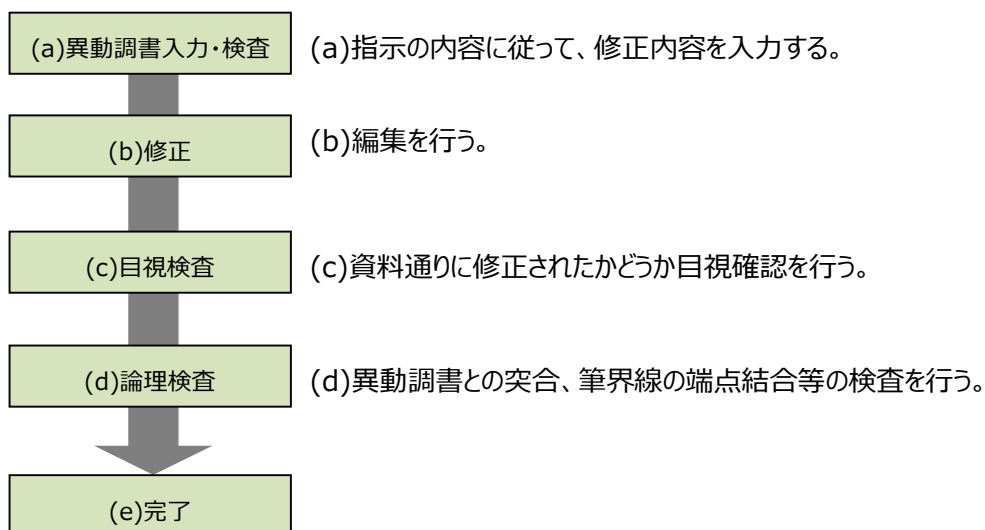 (a)異動調書入力・検査
(a)指示の内容に従って、修正内容を入力する。
(b)修正
(b)編集を行う。
(c)目視検査
(c)資料通りに修正されたかどうか目視確認を行う。
(d)論理検査
(d)異動調書との突合、筆界線の端点結合等の検査を行う。
(e)完了